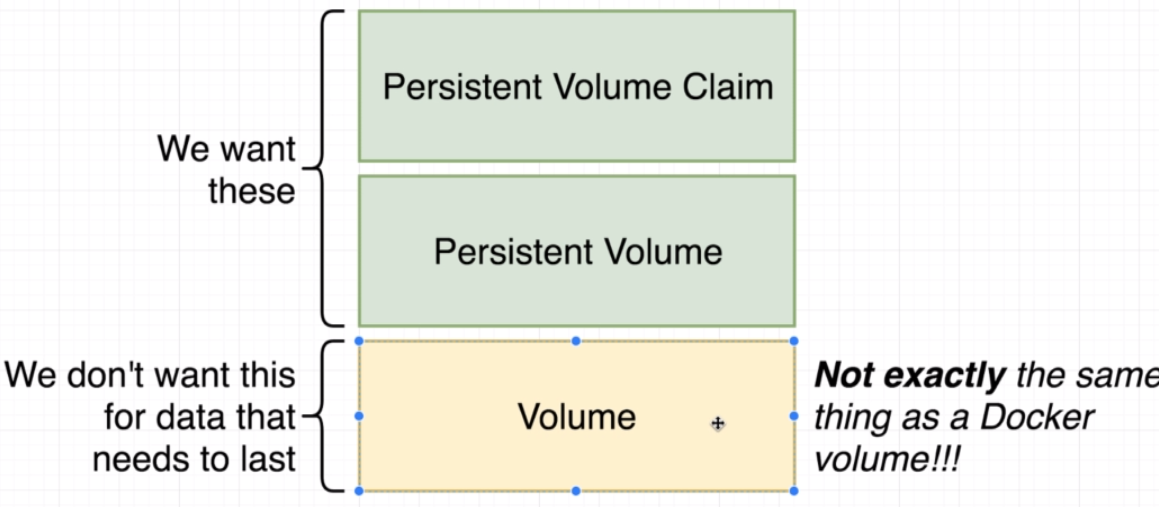 Persistent Volume Claim
We want
these
Persistent Volume
We don't want this
for data that
needs to last
Volume
Not exactly the same
thing as a Docker
volume!!!